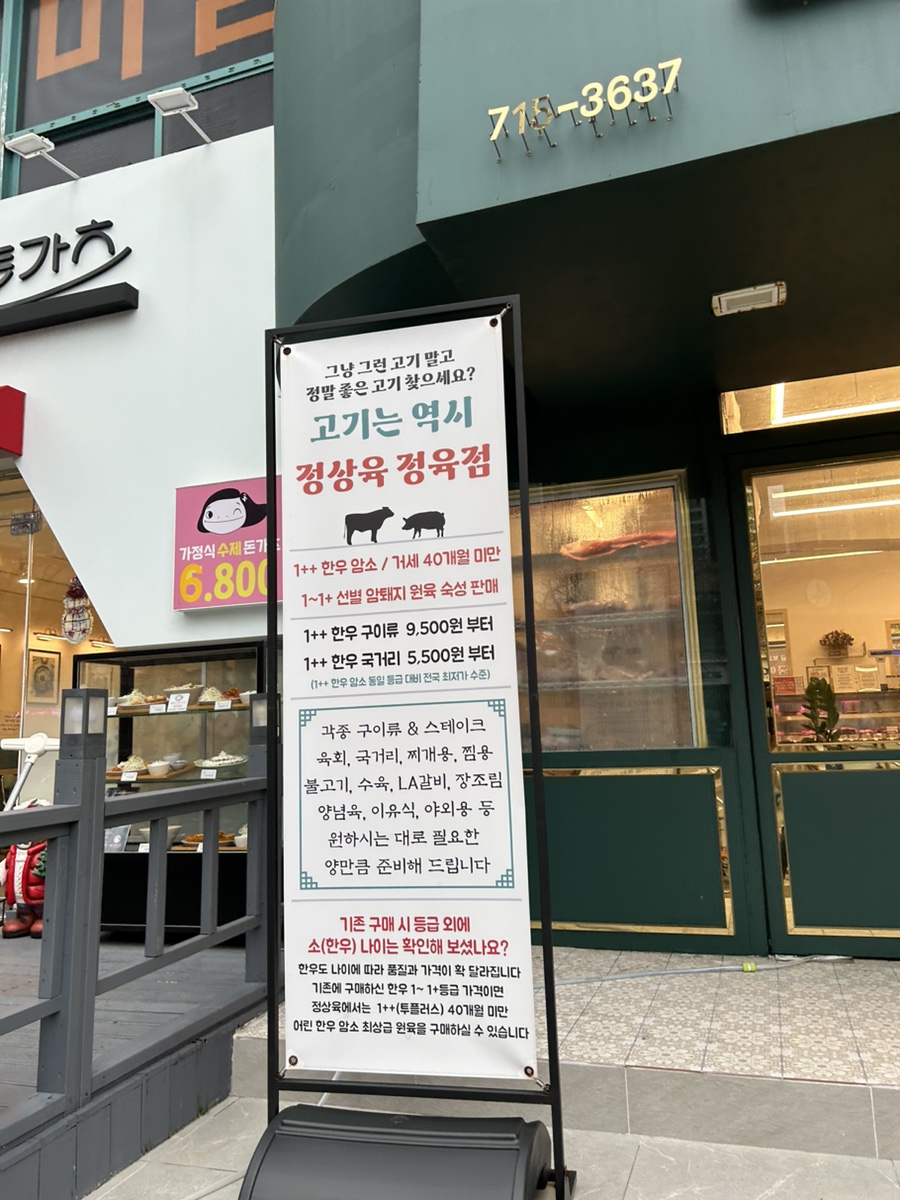 715-3637
가츠
그냥 그런 고기 말고
정말 좋은 고기 찾으세요?
고기는 역시
정상육 정육점
1++ 한우 암소 / 거세 40개월 미만
1~1+ 선별 암퇘지 원육 숙성 판매
1++ 한우 구이류 9,500원 부터
1++ 한우 국거리 5,500원 부터
(1++ 한우 암소 동일 등급 대비 전국 최저가 수준)
각종 구이류 & 스테이크
육회, 국거리, 찌개용, 찜용
불고기, 수육, LA갈비, 장조림
양념육, 이유식, 야외용 등
원하시는 대로 필요한
양만큼 준비해 드립니다
기존 구매 시 등급 외에
소(한우) 나이는 확인해 보셨나요?
한우도 나이에 따라 품질과 가격이 확 달라집니다
기존에 구매하신 한우 1~ 1+등급 가격이면
정상육에서는 1++(투플러스) 40개월 미만
어린 한우 암소 최상급 원육을 구매하실 수 있습니다
가정식 수제 돈가츠
6.800